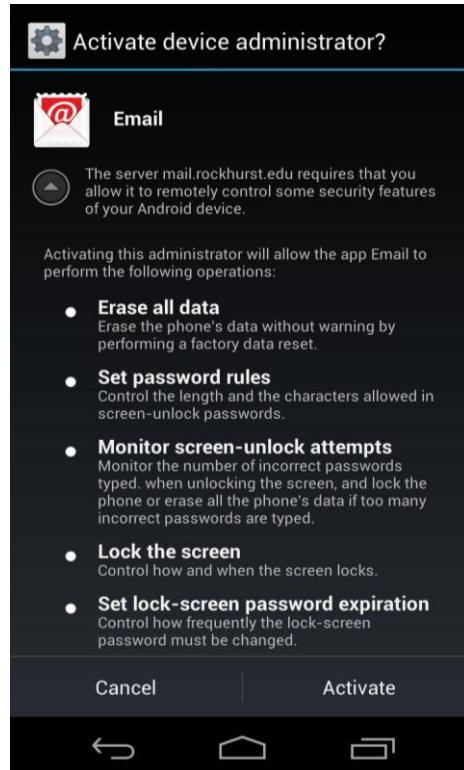 Activate device administrator?
@
Email
The server mail.rockhurst.edu requires that you
allow it to remotely control some security features
of your Android device.
Activating this administrator will allow the app Email to
perform the following operations:
Erase all data
Erase the phone's data without warning by
performing a factory data reset.
Set password rules
Control the length and the characters allowed in
screen-unlock passwords.
Monitor screen-unlock attempts
Monitor the number of incorrect passwords
typed. when unlocking the screen, and lock the
phone or erase all the phone's data if too many
incorrect passwords are typed.
Lock the screen
Control how and when the screen locks.
Set lock-screen password expiration
Control how frequently the lock-screen
password must be changed.
Cancel Activate